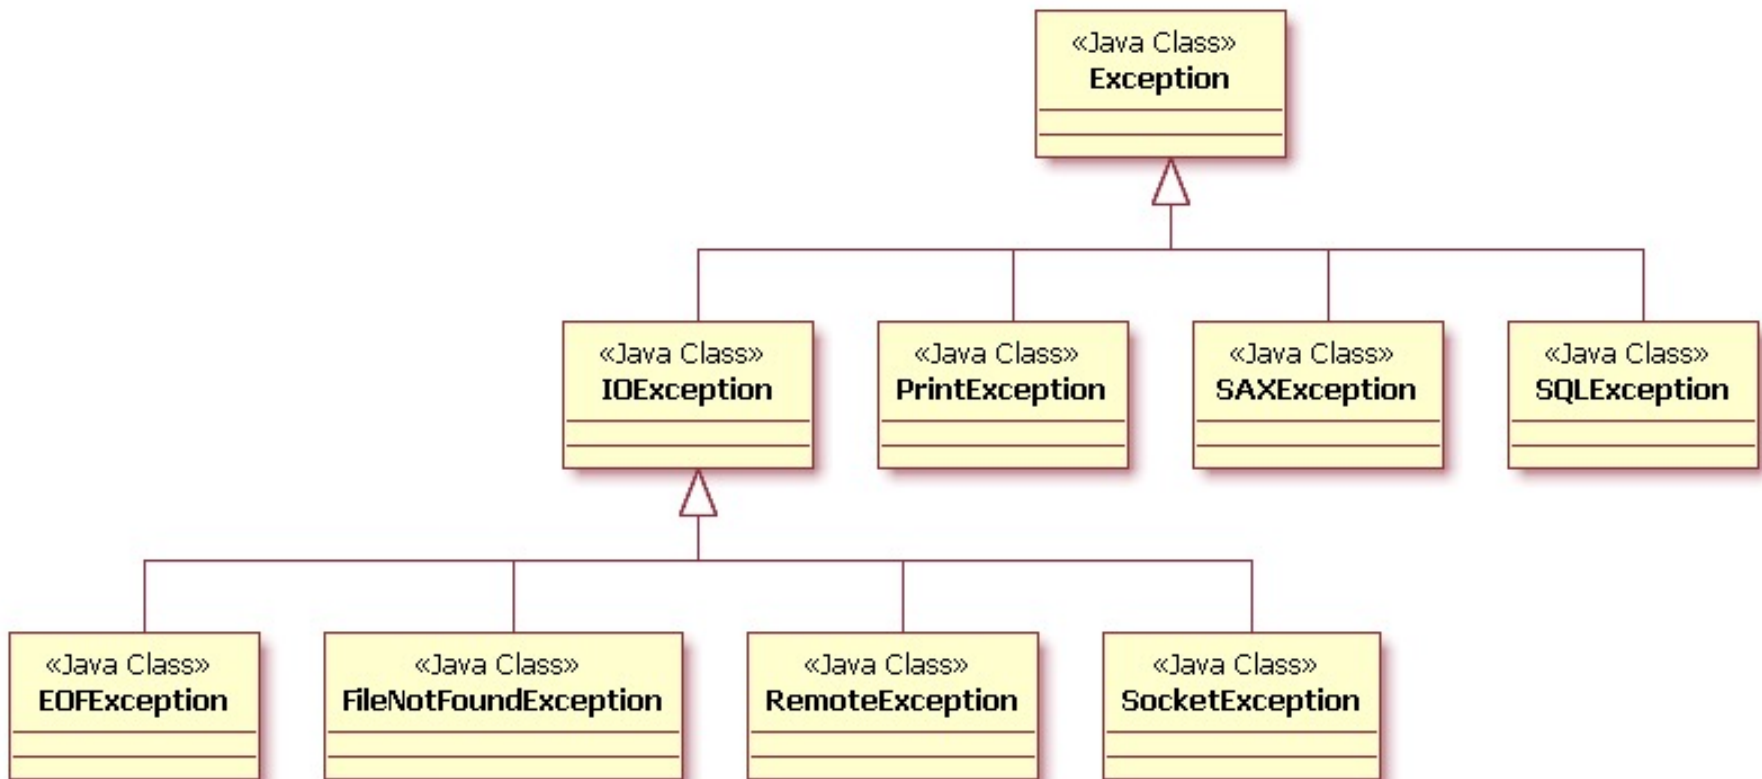 «Java Class»
Exception
«Java Class»
IOException
«Java Class»
PrintException
«Java Class»
SAXException
«Java Class»
SQLException
«Java Class»
EOFException
«Java Class»
FileNotFoundException
«Java Class»
RemoteException
«Java Class»
SocketException